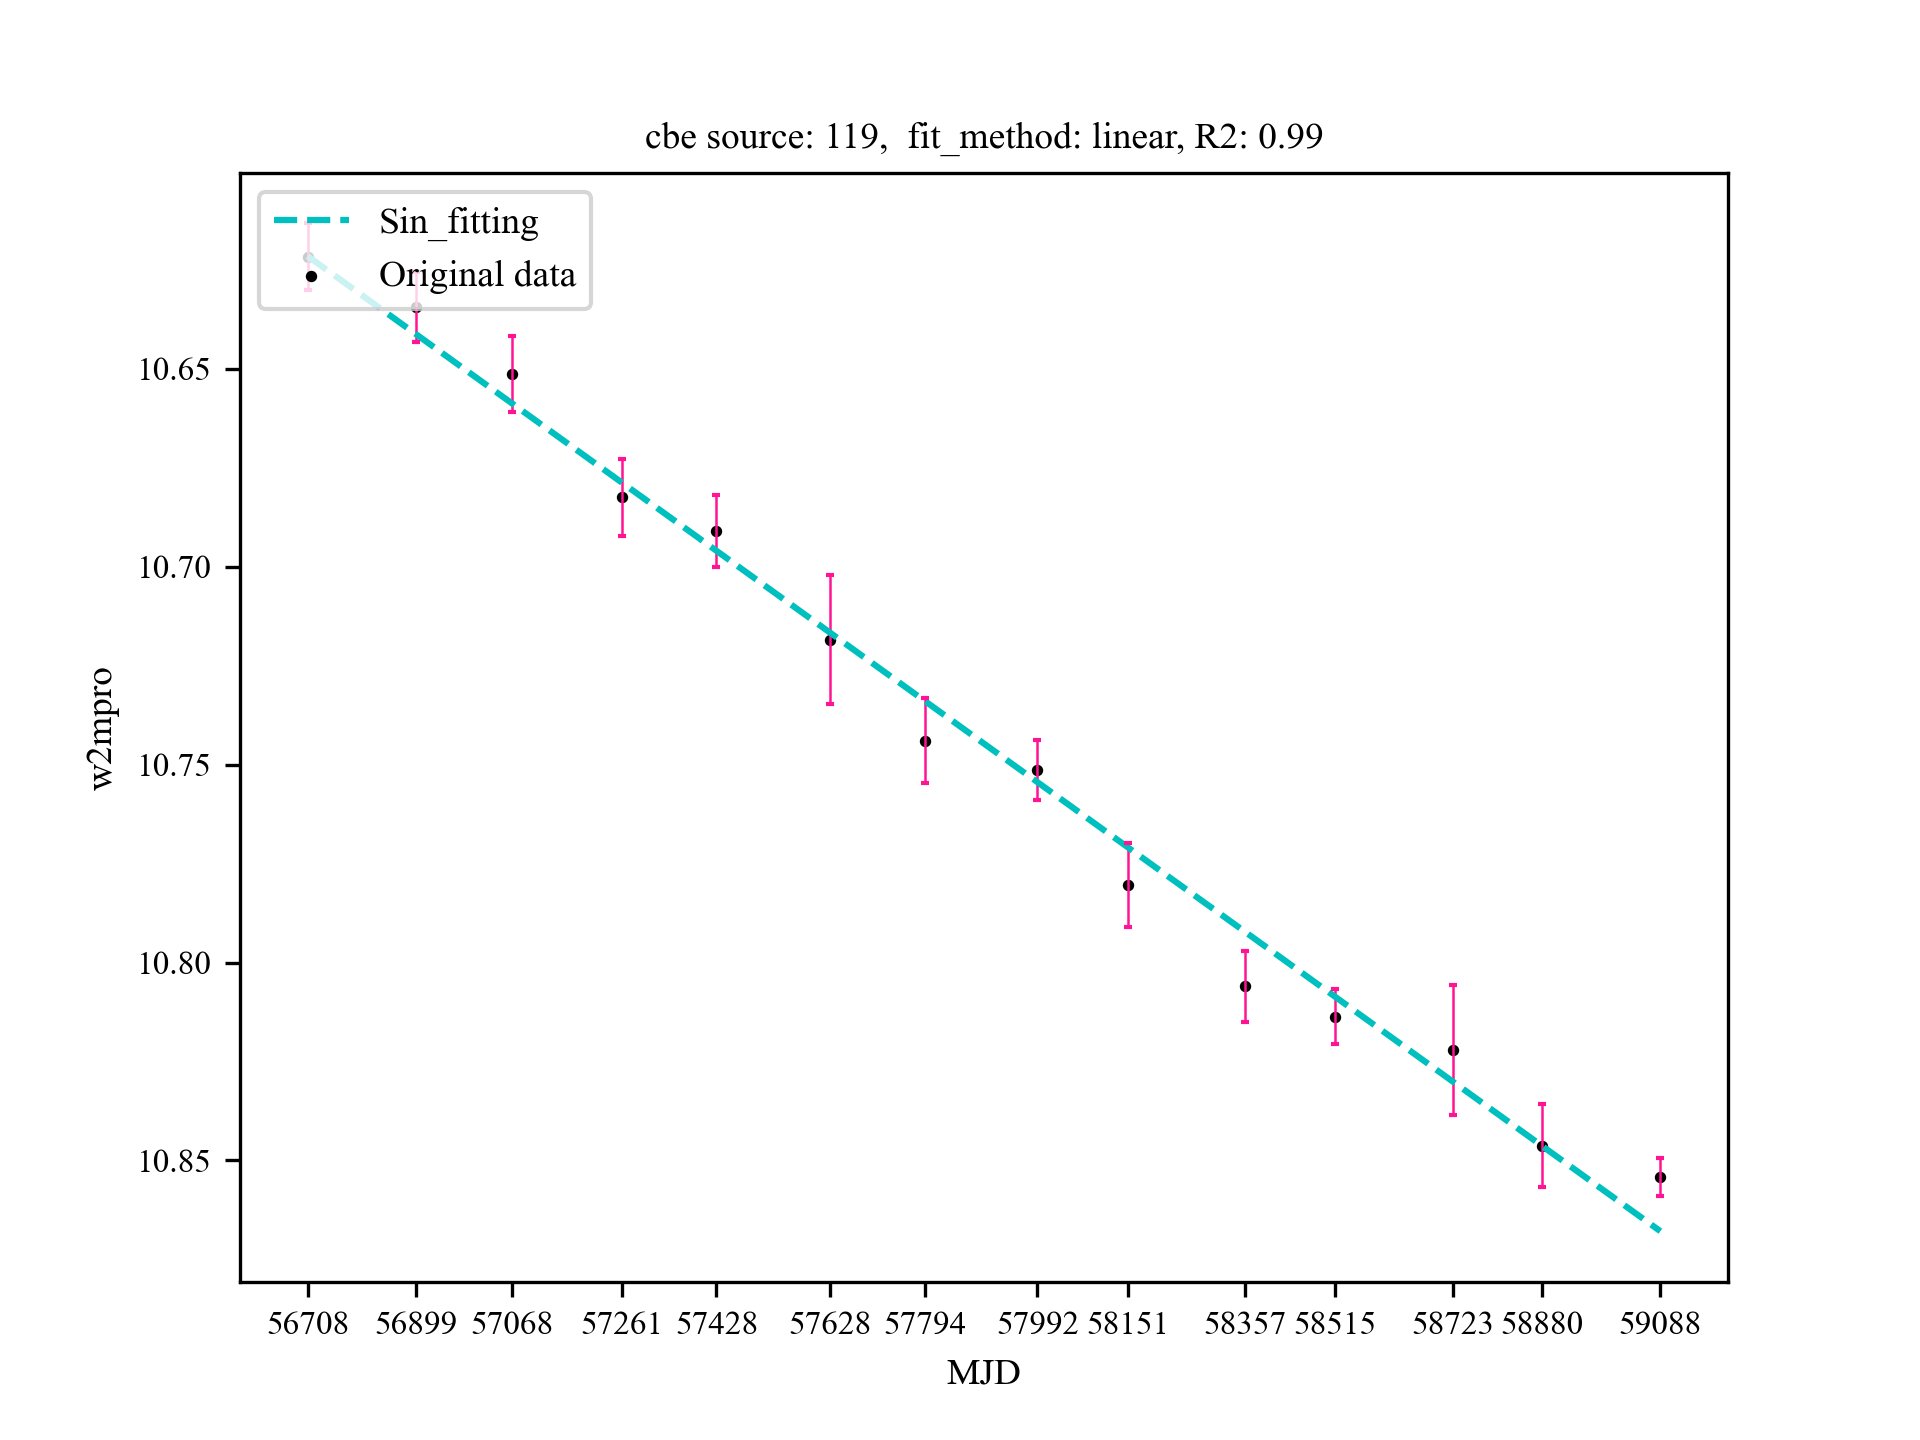 cbe source: 119,  fit_method: linear, R2: 0.99
Sin_fitting
Original data
10.65
10.70
10.75
10.80
10.85
w2mpro
56708 56899 57068 57261 57428 57628 57794 57992 58151 58357 58515 58723 58880 59088
MJD